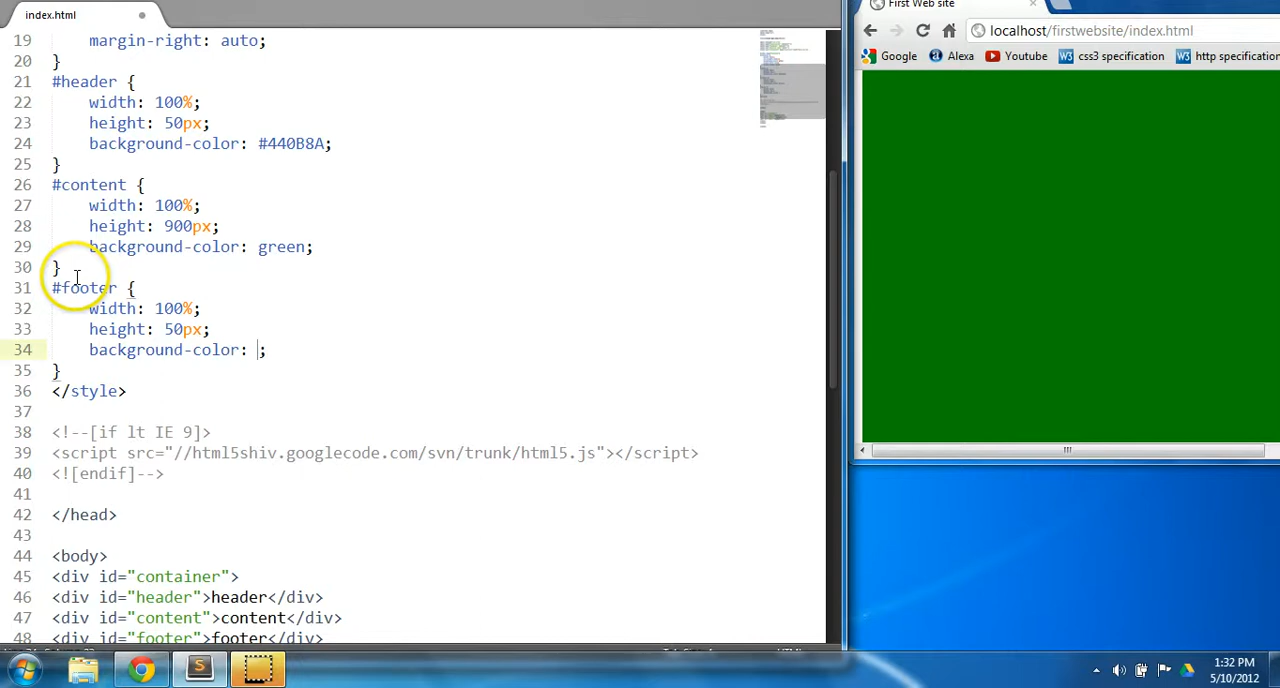 index.html
19 margin-right: auto;
20 }
21 #header {
22 width: 100%;
23 height: 50px;
24 background-color: #440B8A;
25 }
26 #content {
27 width: 100%;
28 height: 900px;
29 background-color: green;
30 }
31 #footer {
32 width: 100%;
33 height: 50px;
34 background-color: ;
35 }
36 </style>
37
38 <!--[if lt IE 9]>
39 <script src="//html5shiv.googlecode.com/svn/trunk/html5.js"></script>
40 <![endif]-->
41
42 </head>
43
44 <body>
45 <div id="container">
46 <div id="header">header</div>
47 <div id="content">content</div>
48 <div id="footer">footer</div>
First Web site
localhost/firstwebsite/index.html
Google Alexa Youtube css3 specification http specification
1:32 PM
5/10/2012